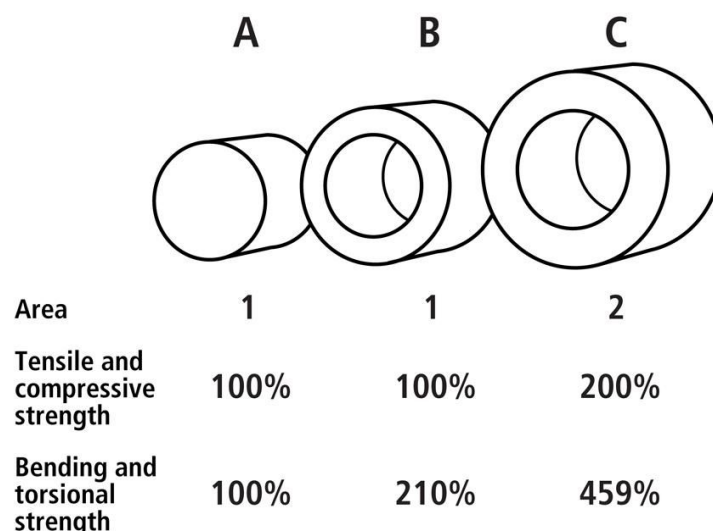 A B C
Area 1 1 2
Tensile and
compressive 100% 100% 200%
strength
Bending and
torsional 100% 210% 459%
strength